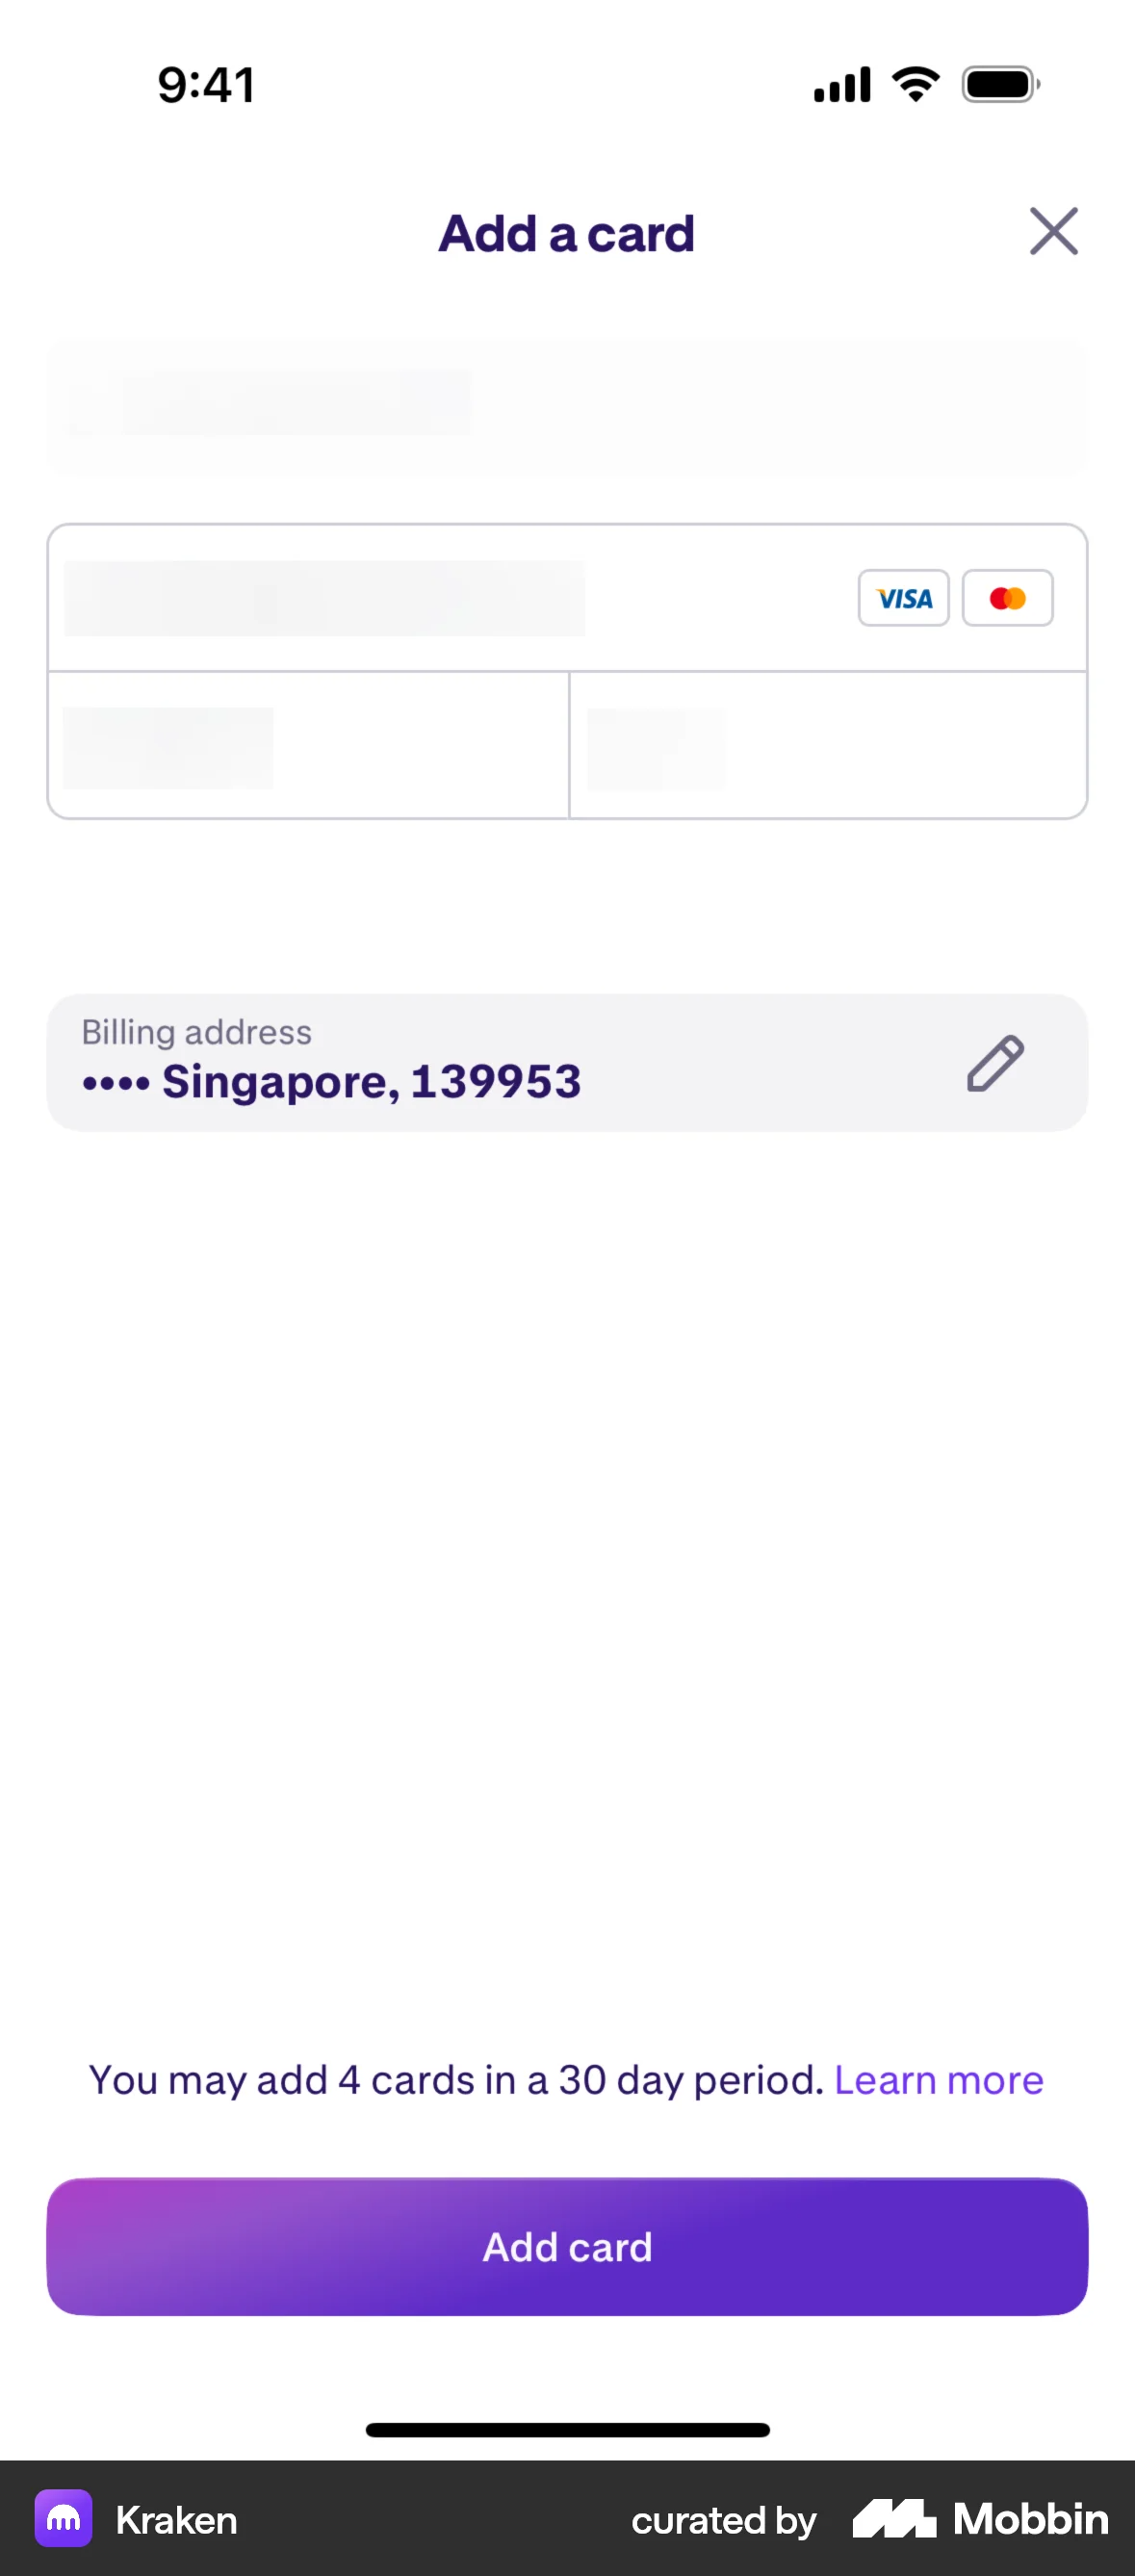 9:41
Add a card
VISA
Billing address
•••• Singapore, 139953
You may add 4 cards in a 30 day period. Learn more
Add card
Kraken
curated by Mobbin